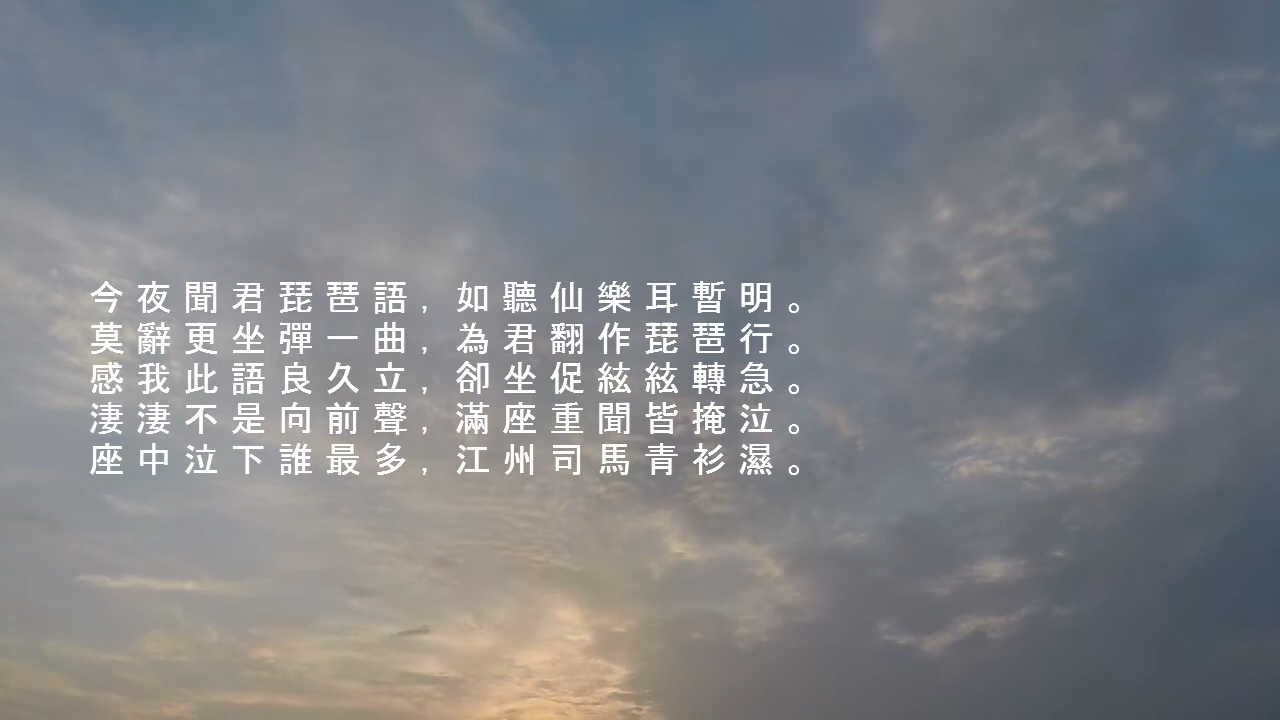 今夜聞君琵琶語,如聽仙樂耳暫明。
莫辭更坐彈一曲,為君翻作琵琶行。
感我此語良久立,卻坐促絃絃轉急。
淒淒不是向前聲,滿座重聞皆掩泣。
座中泣下誰最多,江州司馬青衫濕。